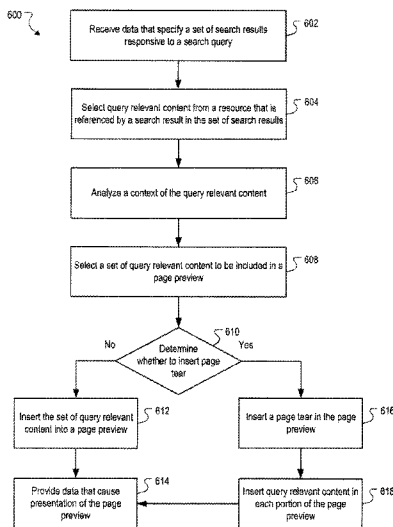 600
Receive data that specify a set of search results
responsive to a search query
602
Select query relevant content from a resource that is
referenced by a search result in the set of search results
604
Analyze a context of the query relevant content
606
Select a set of query relevant content to be included in a
page preview
608
610
Determine
whether to insert page
tear
No
Yes
Insert the set of query relevant
content into a page preview
612
Insert a page tear in the page
preview
616
Provide data that cause
presentation of the page
preview
614
Insert query relevant content in
each portion of the page
preview
618